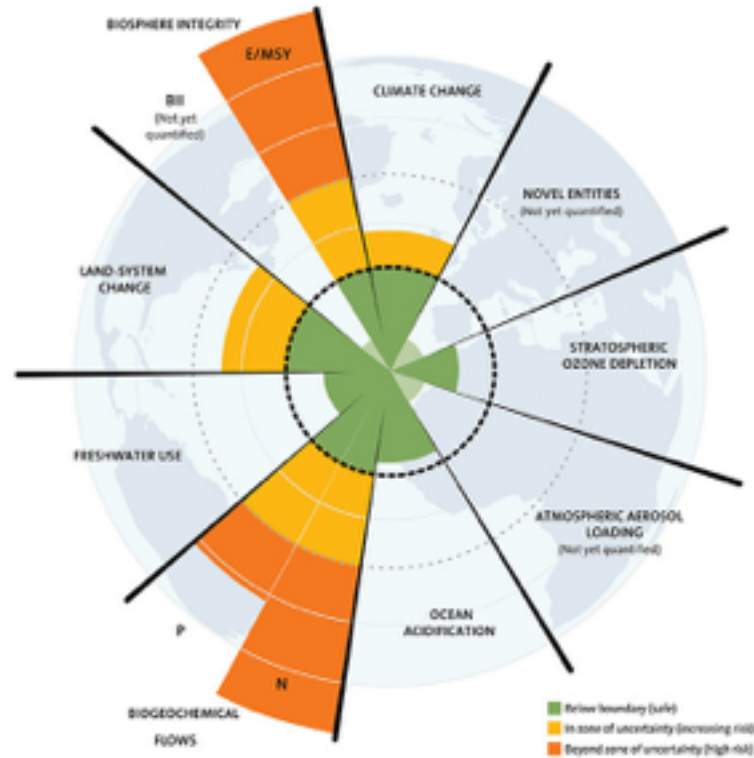 BIOSPHERE INTEGRITY
E/MSY
BII
(Not yet
quantified)
CLIMATE CHANGE
NOVEL ENTITIES
(Not yet quantified)
LAND-SYSTEM
CHANGE
STRATOSPHERIC
OZONE DEPLETION
FRESHWATER USE
ATMOSPHERIC AEROSOL
LOADING
(Not yet quantified)
OCEAN
ACIDIFICATION
P
N
BIOGEOCHEMICAL
FLOWS
Below boundary (safe)
In zone of uncertainty (increasing risk)
Beyond zone of uncertainty (high risk)